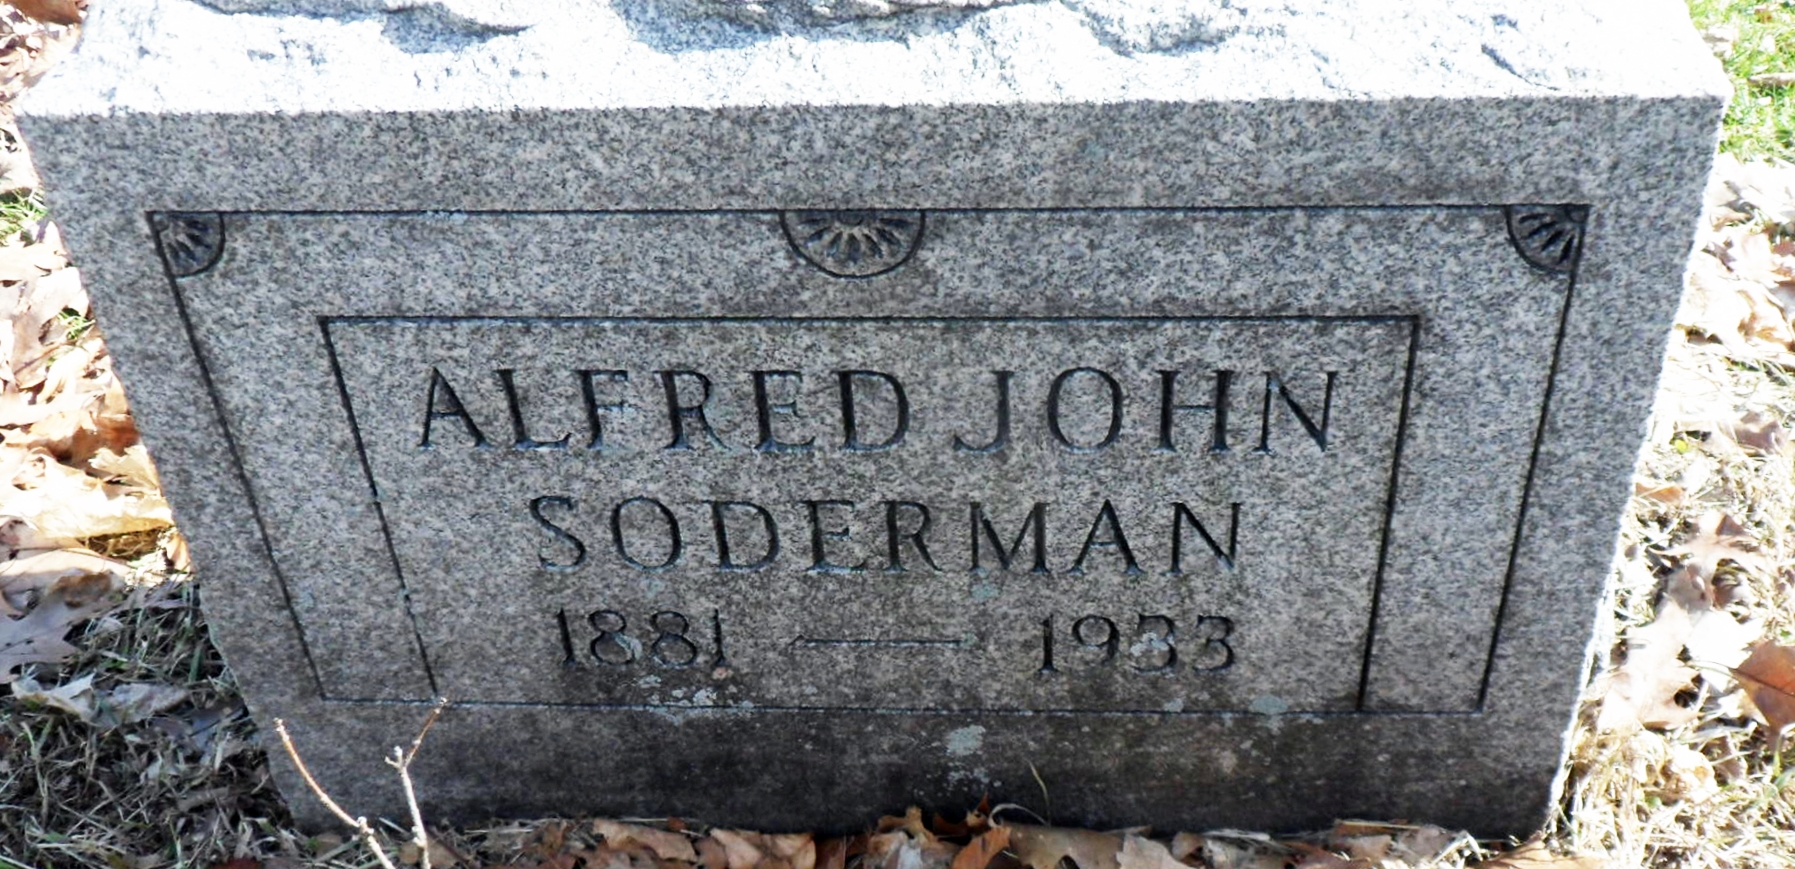 ALFRED JOHN
SODERMAN
1881 — 1933